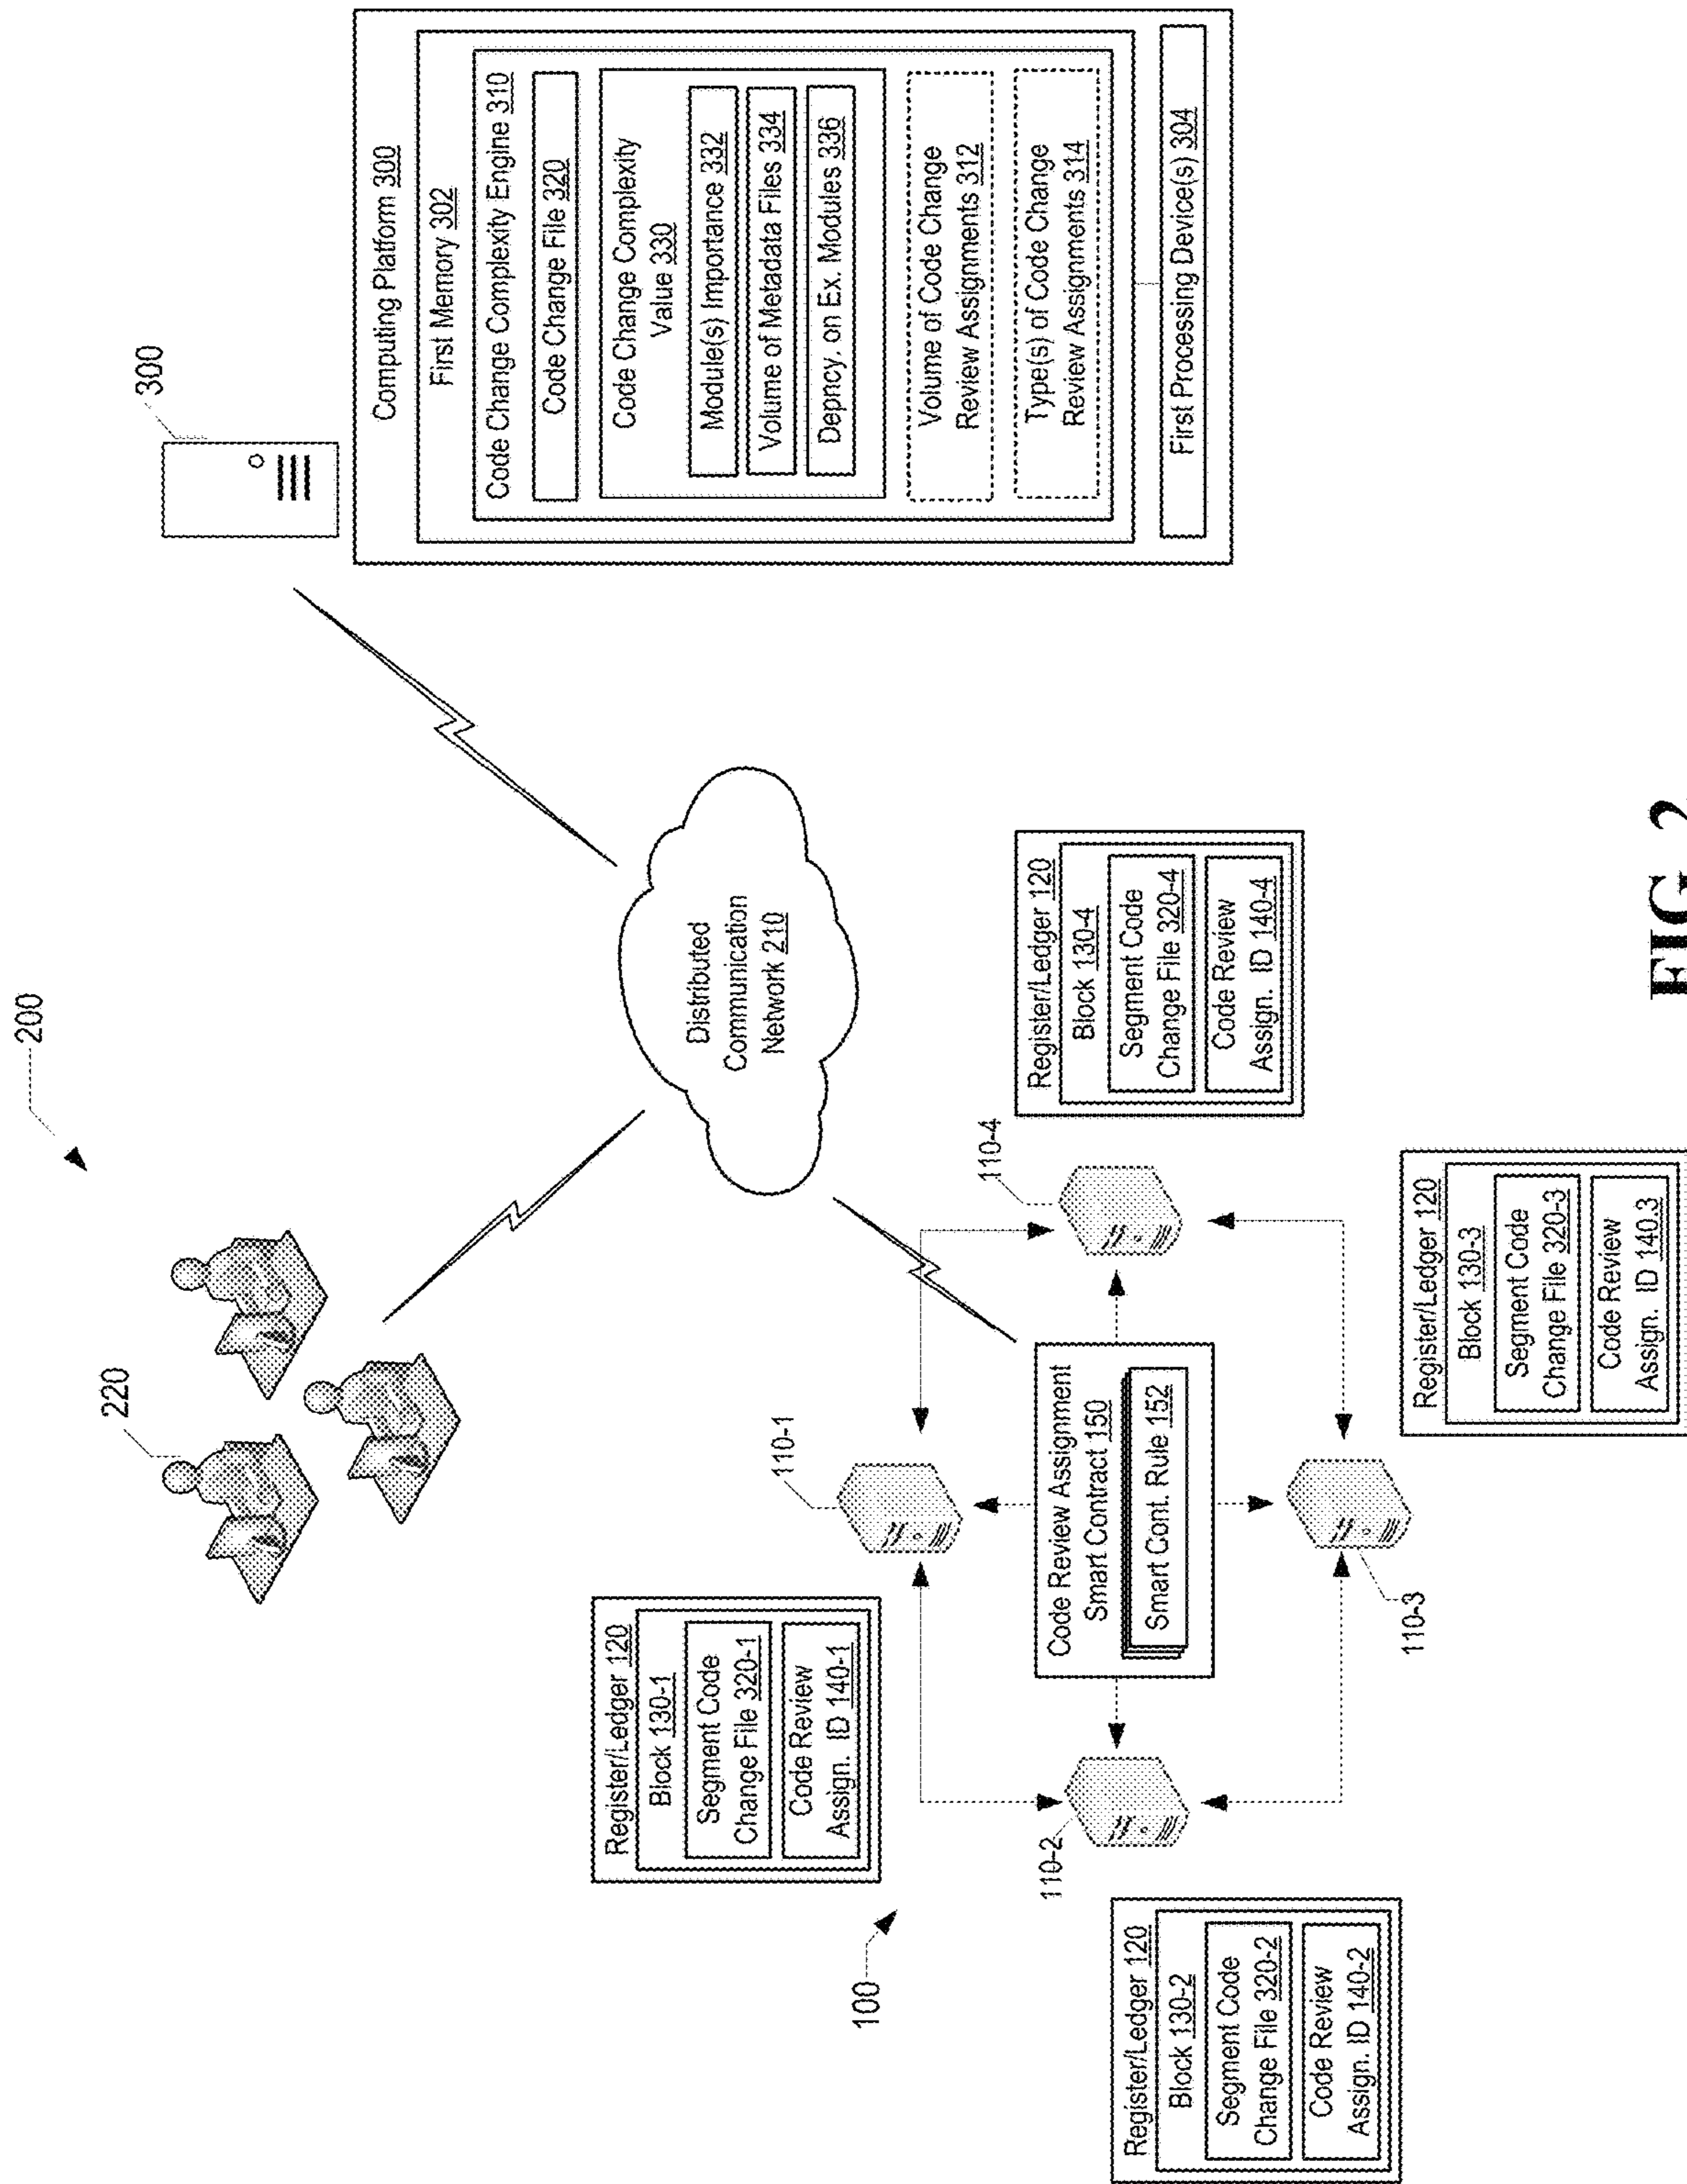 200
220
300
Computing Platform 300
First Memory 302
Code Change Complexity Engine 310
Code Change File 320
Code Change Complexity
Value 330
Module(s) Importance 332
Volume of Metadata Files 334
Depncy. on Ex. Modules 336
Volume of Code Change
Review Assignments 312
Type(s) of Code Change
Review Assignments 314
First Processing Device(s) 304
Distributed
Communication
Network 210
100
Register/Ledger 120
Block 130-1
Segment Code
Change File 320-1
Code Review
Assign. ID 140-1
110-1
110-2
Register/Ledger 120
Block 130-2
Segment Code
Change File 320-2
Code Review
Assign. ID 140-2
Code Review Assignment
Smart Contract 150
Smart Cont. Rule 152
110-4
Register/Ledger 120
Block 130-4
Segment Code
Change File 320-4
Code Review
Assign. ID 140-4
110-3
Register/Ledger 120
Block 130-3
Segment Code
Change File 320-3
Code Review
Assign. ID 140.3
FIG. 2